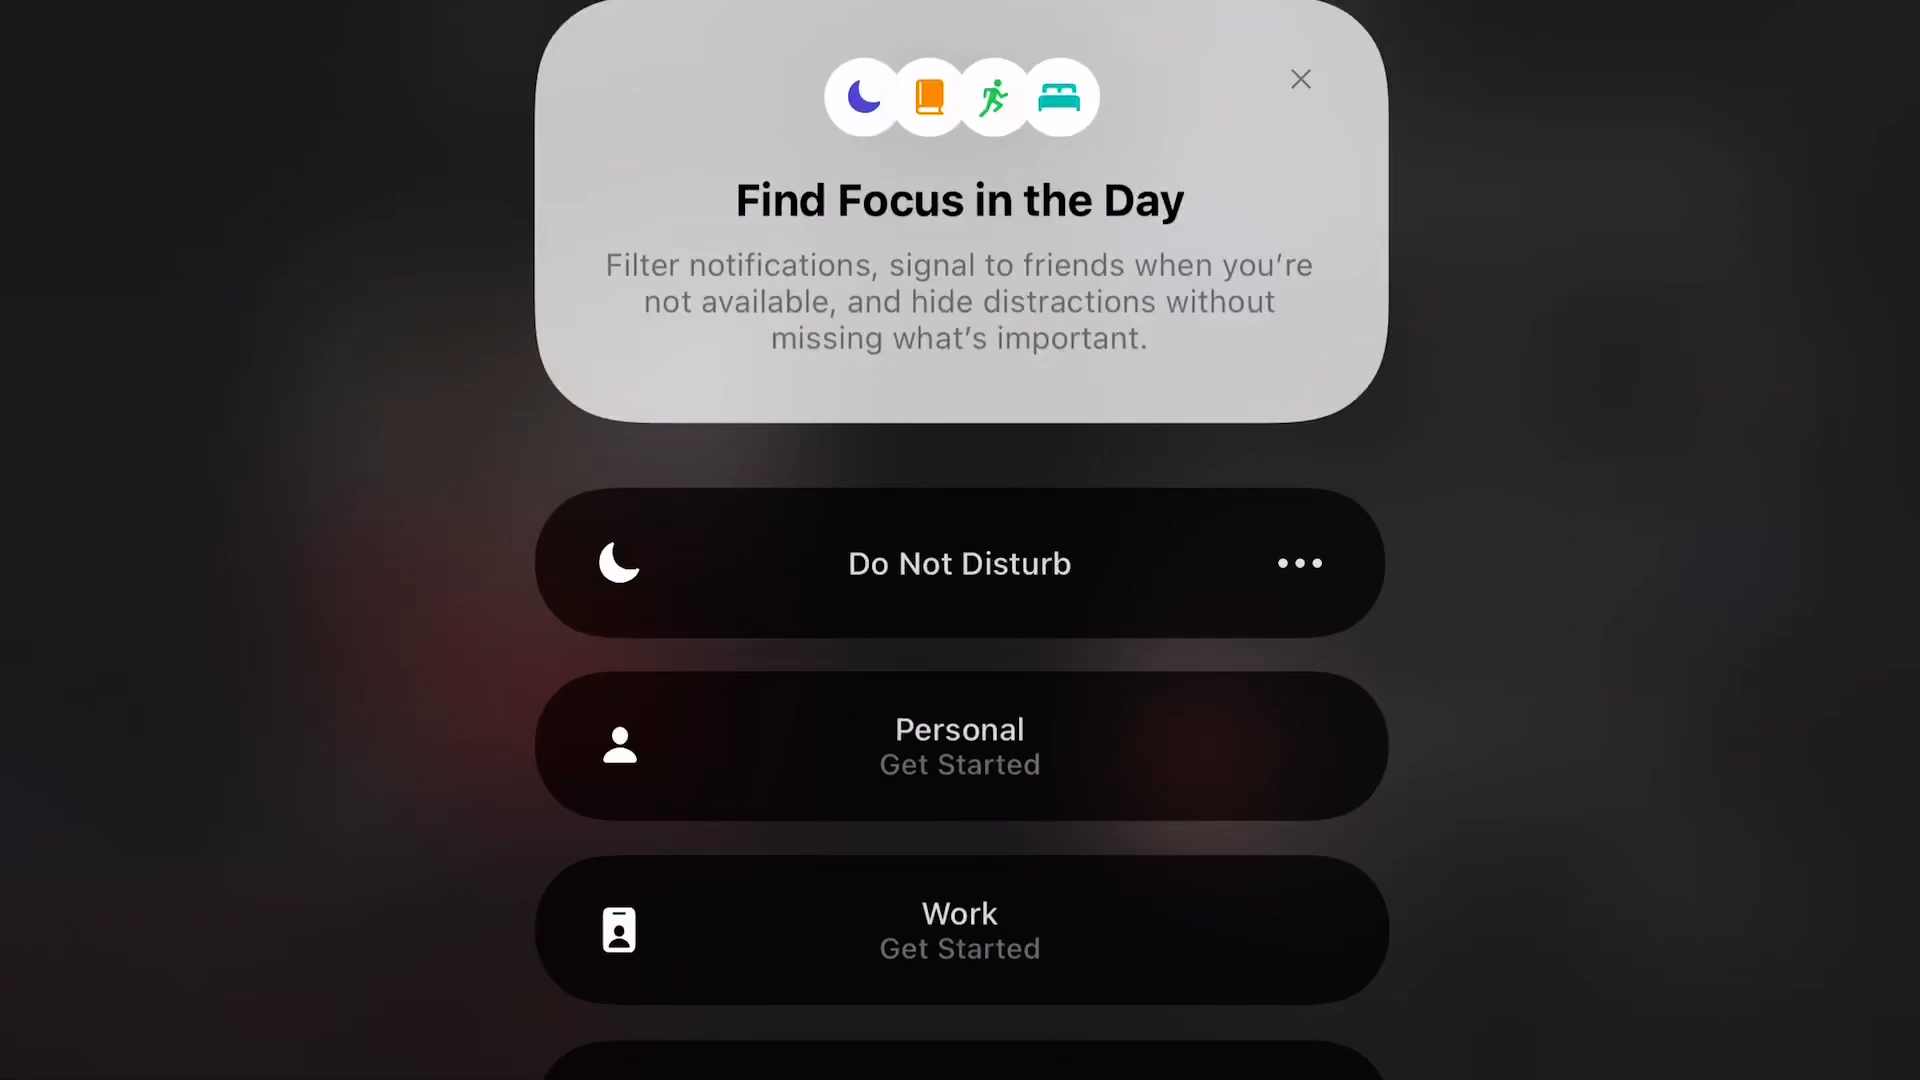 Find Focus in the Day
Filter notifications, signal to friends when you’re
not available, and hide distractions without
missing what’s important.
Do Not Disturb
Personal
Get Started
Work
Get Started